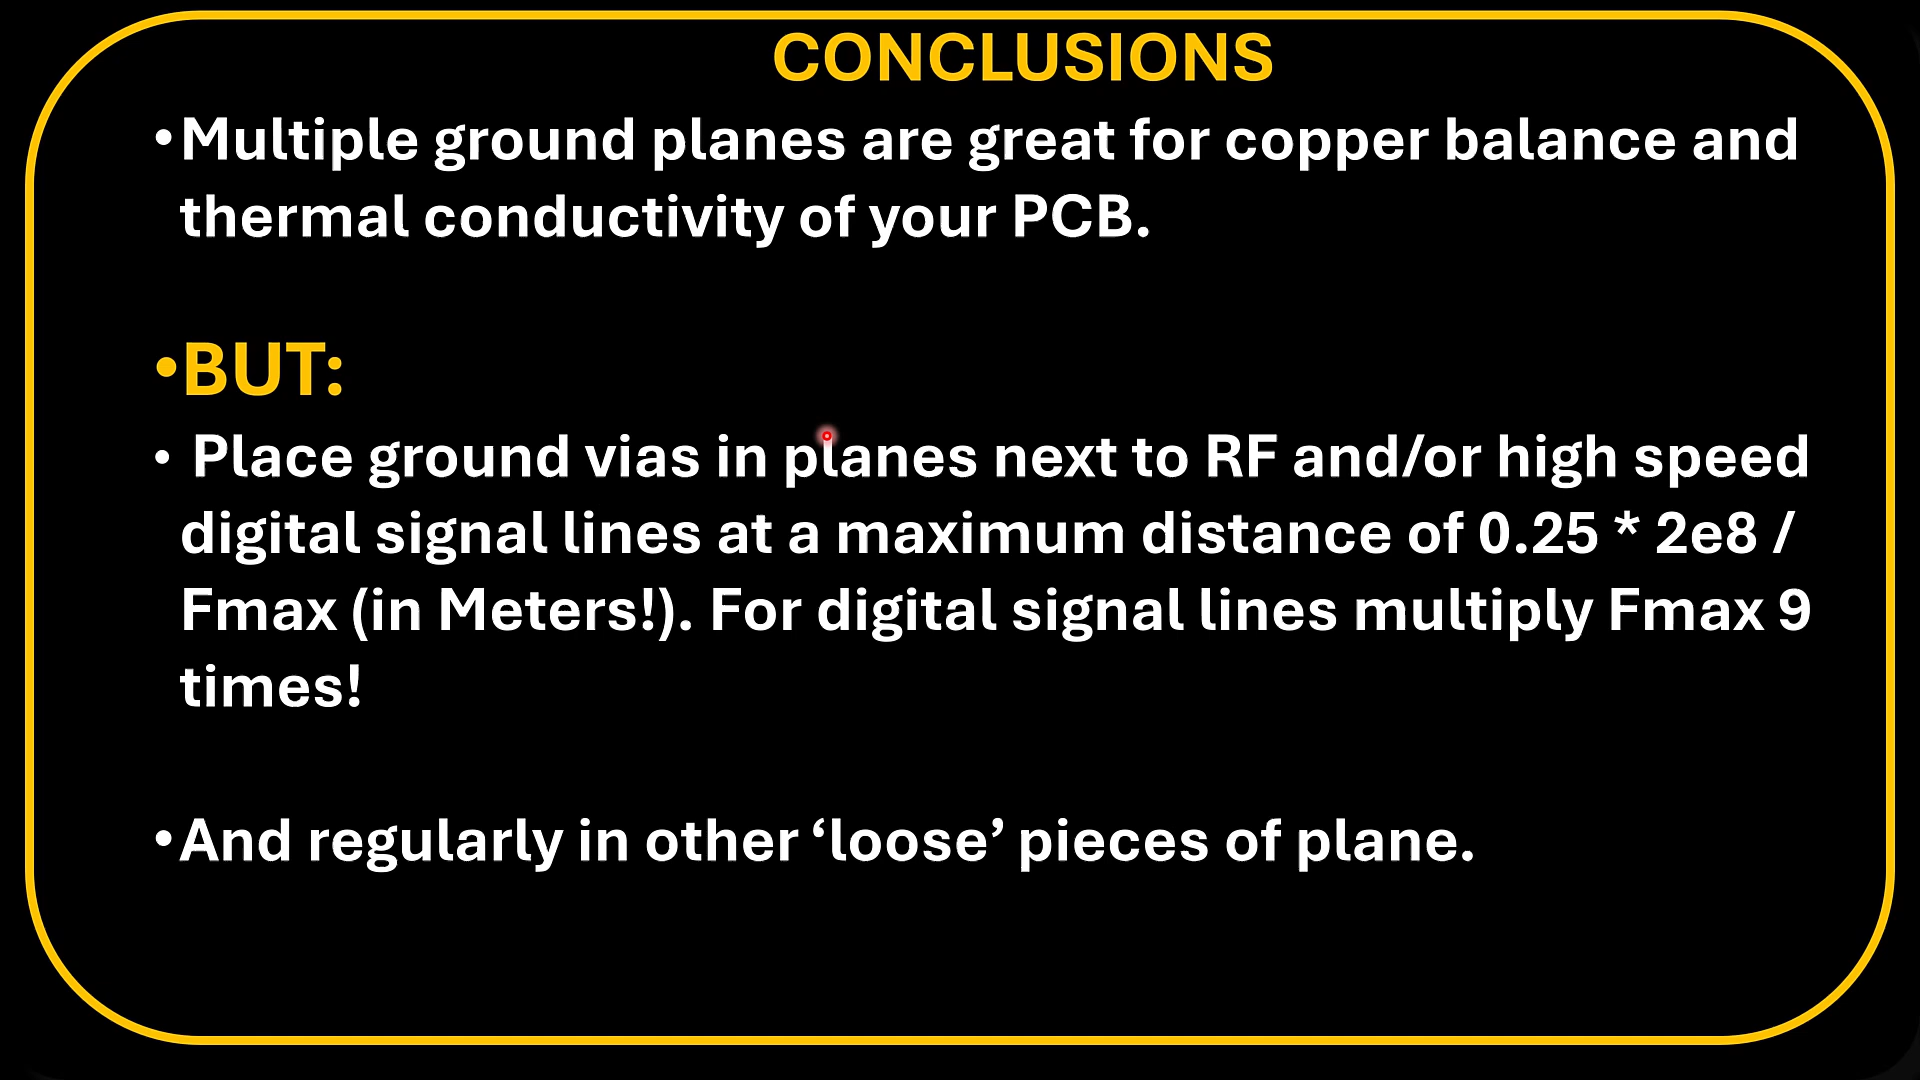 CONCLUSIONS
•Multiple ground planes are great for copper balance and
thermal conductivity of your PCB.
•BUT:
• Place ground vias in planes next to RF and/or high speed
digital signal lines at a maximum distance of 0.25 * 2e8 /
Fmax (in Meters!). For digital signal lines multiply Fmax 9
times!
•And regularly in other ‘loose’ pieces of plane.